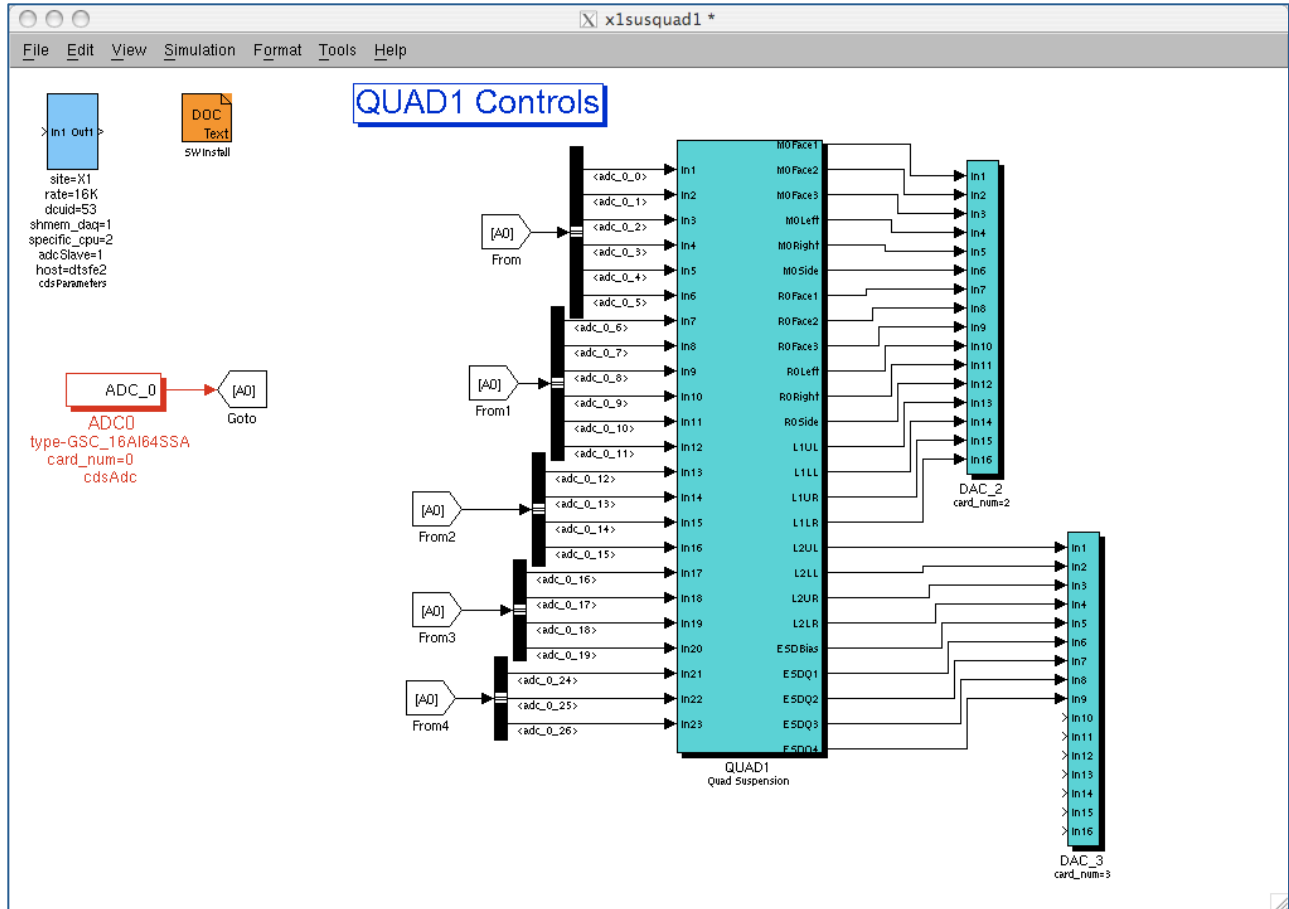 x1susquad1 *
File Edit View Simulation Format Tools Help
QUAD1 Controls
In1 Out1
site=X1
rate=16K
dcuid=53
shmem_daq=1
specific_cpu=2
adcSlave=1
host=dtsfe2
cdsParameters
DOC
Text
SWInstall
ADC_0
ADC0
type-GSC_16AI64SSA
card_num=0
cdsAdc
[A0]
Goto
[A0]
From
[A0]
From1
[A0]
From2
[A0]
From3
[A0]
From4
<adc_0_0>
<adc_0_1>
<adc_0_2>
<adc_0_3>
<adc_0_4>
<adc_0_5>
<adc_0_6>
<adc_0_7>
<adc_0_8>
<adc_0_9>
<adc_0_10>
<adc_0_11>
<adc_0_12>
<adc_0_13>
<adc_0_14>
<adc_0_15>
<adc_0_16>
<adc_0_17>
<adc_0_18>
<adc_0_19>
<adc_0_24>
<adc_0_25>
<adc_0_26>
In1
In2
In3
In4
In5
In6
In7
In8
In9
In10
In11
In12
In13
In14
In15
In16
In17
In18
In19
In20
In21
In22
In23
M0Face1
M0Face2
M0Face3
M0Left
M0Right
M0Side
R0Face1
R0Face2
R0Face3
R0Left
R0Right
R0Side
L1UL
L1LL
L1UR
L1LR
L2UL
L2LL
L2UR
L2LR
ESDBias
ESDQ1
ESDQ2
ESDQ3
ESDQ4
QUAD1
Quad Suspension
In1
In2
In3
In4
In5
In6
In7
In8
In9
In10
In11
In12
In13
In14
In15
In16
DAC_2
card_num=2
In1
In2
In3
In4
In5
In6
In7
In8
In9
In10
In11
In12
In13
In14
In15
In16
DAC_3
card_num=3